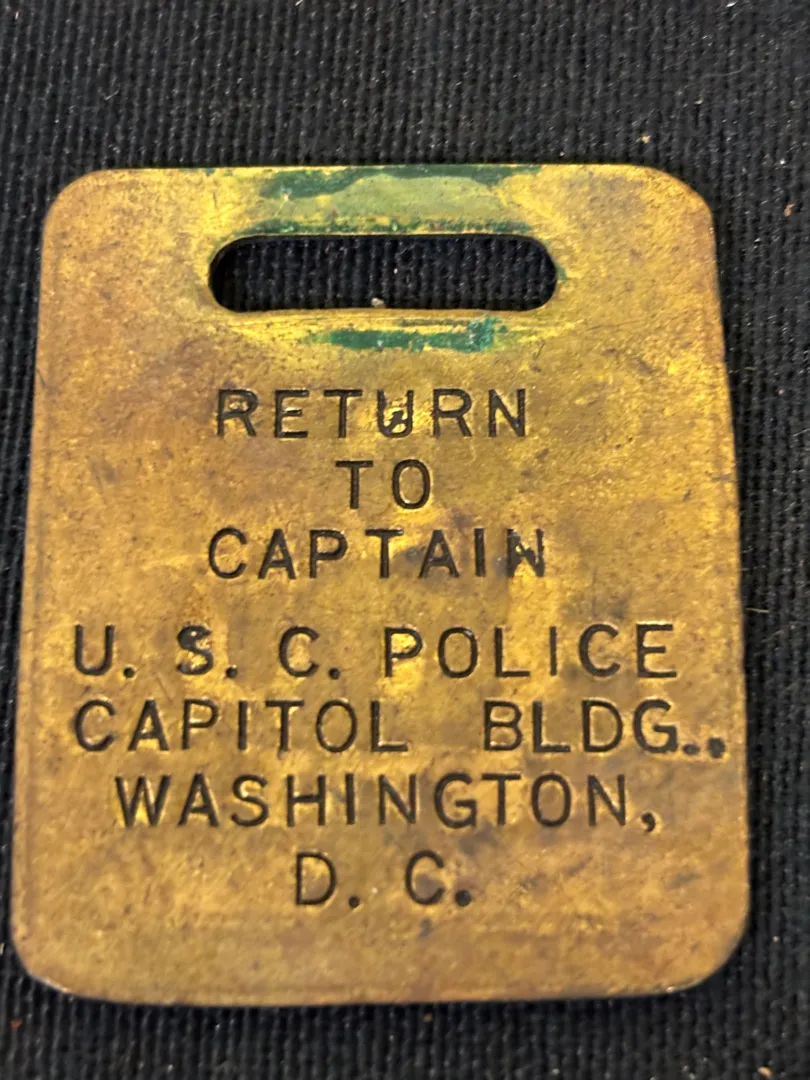 RETURN
TO
CAPTAIN
U. S. C. POLICE
CAPITOL BLDG..
WASHINGTON,
D. C.